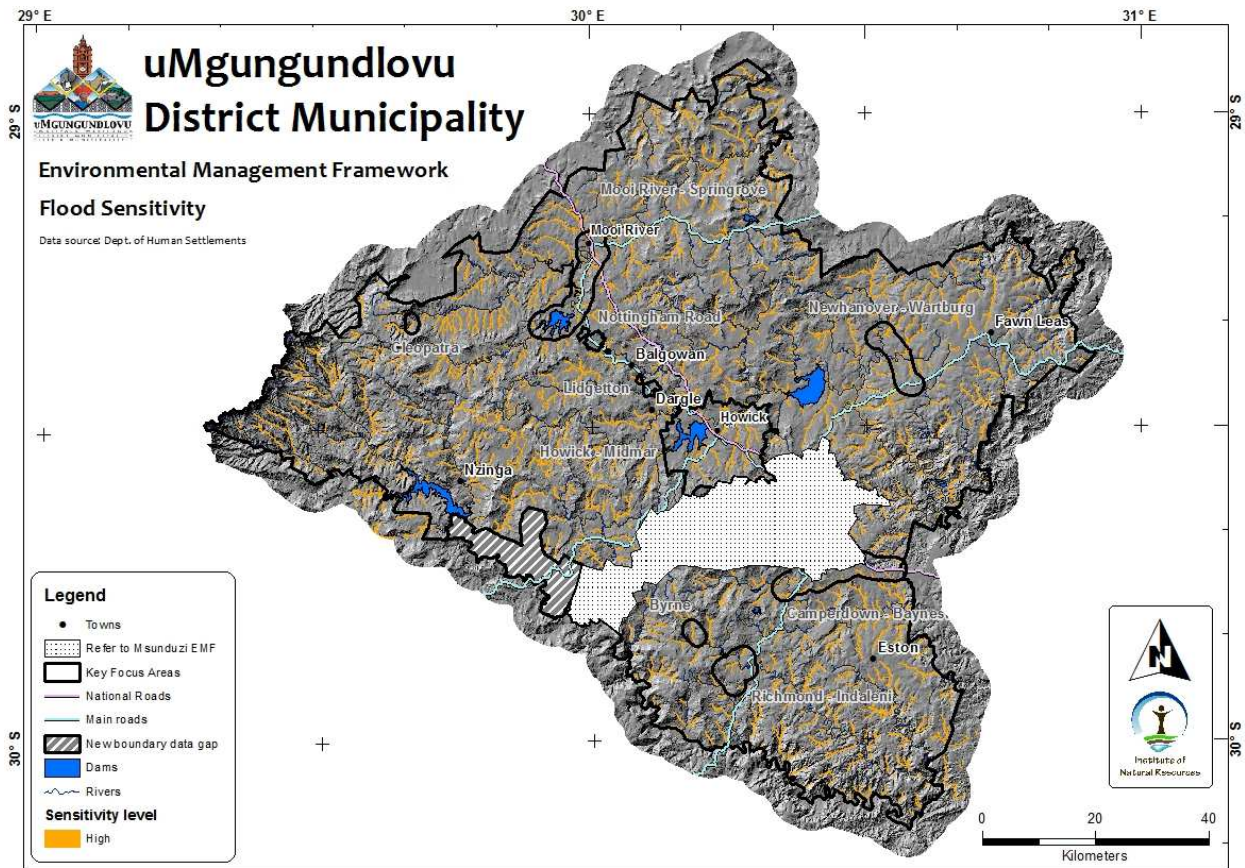 29° E
30° E
31° E
29° S
29° S
30° S
30° S
uMGUNGUNDLOVU
uMgungundlovu
District Municipality
Environmental Management Framework
Flood Sensitivity
Data source: Dept. of Human Settlements
Mooi River - Springrove
Mooi River
Newhanover - Wartburg
Nottingham Road
Fawn Leas
Cleopatra
Balgowan
Lidgetton
Dargle
Howick
Howick - Midmar
Nzinga
Byrne
Camperdown - Baynes
Eston
Richmond - Indaleni
Legend
Towns
Refer to Msunduzi EMF
Key Focus Areas
National Roads
Main roads
New boundary data gap
Dams
Rivers
Sensitivity level
High
N
Institute of
Natural Resources
0 20 40
Kilometers